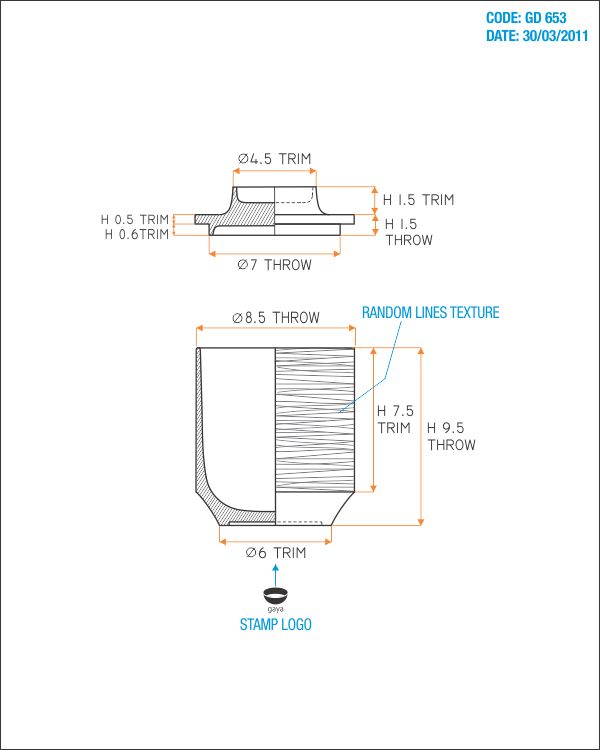 CODE: GD 653
DATE: 30/03/2011
Ø4.5 TRIM
H 1.5 TRIM
H 0.5 TRIM
H 0.6TRIM
H 1.5
THROW
Ø7 THROW
Ø8.5 THROW
RANDOM LINES TEXTURE
H 7.5
TRIM
H 9.5
THROW
Ø6 TRIM
gaya
STAMP LOGO